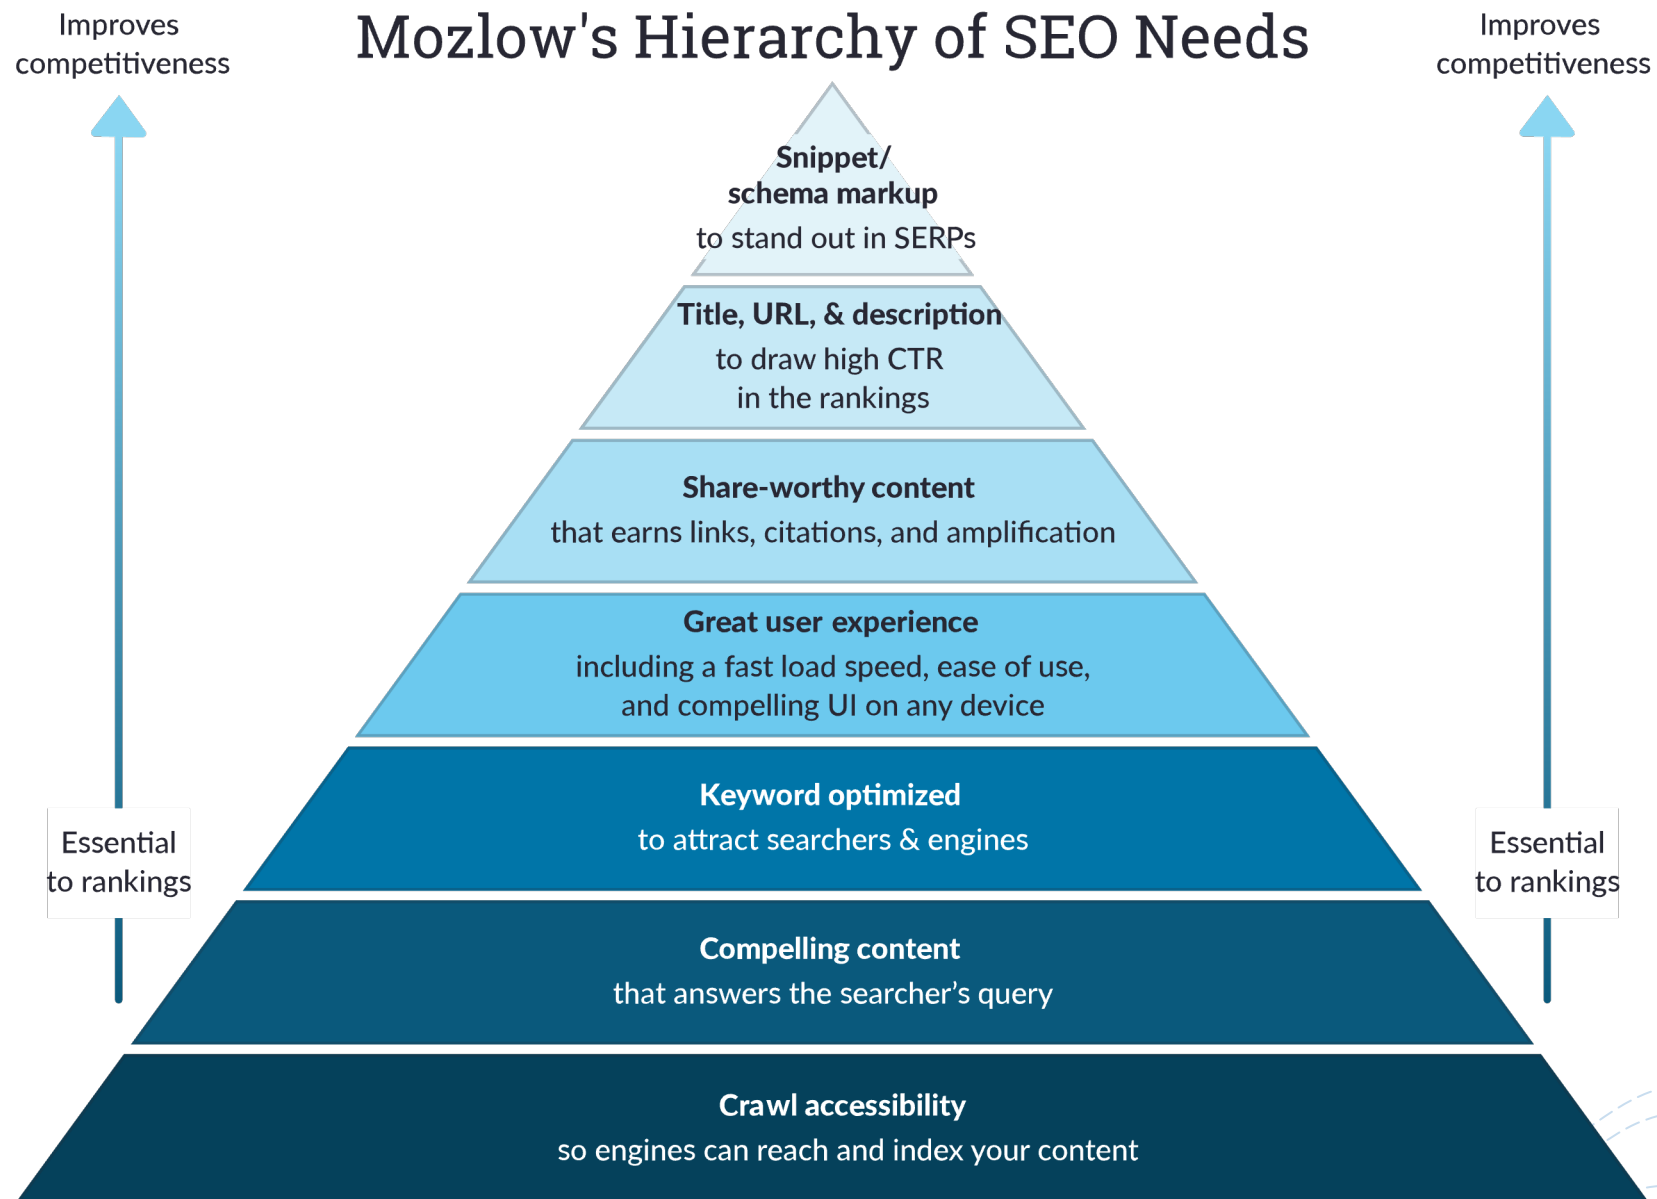 Mozlow's Hierarchy of SEO Needs
Improves
competitiveness
Essential
to rankings
Improves
competitiveness
Essential
to rankings
Snippet/
schema markup
to stand out in SERPs
Title, URL, & description
to draw high CTR
in the rankings
Share-worthy content
that earns links, citations, and amplification
Great user experience
including a fast load speed, ease of use,
and compelling UI on any device
Keyword optimized
to attract searchers & engines
Compelling content
that answers the searcher’s query
Crawl accessibility
so engines can reach and index your content